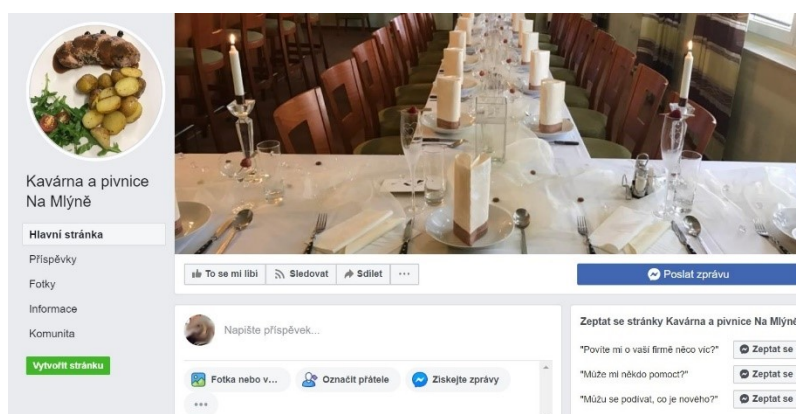 Kavárna a pivnice
Na Mlýně
Hlavní stránka
Příspěvky
Fotky
Informace
Komunita
Vytvořit stránku
To se mi líbí
Sledovat
Sdílet
...
Poslat zprávu
Napište příspěvek...
Fotka nebo v...
Označit přátele
Získejte zprávy
...
Zeptat se stránky Kavárna a pivnice Na Mlýně
"Povíte mi o vaší firmě něco víc?"
Zeptat se
"Může mi někdo pomoct?"
Zeptat se
"Můžu se podívat, co je nového?"
Zeptat se